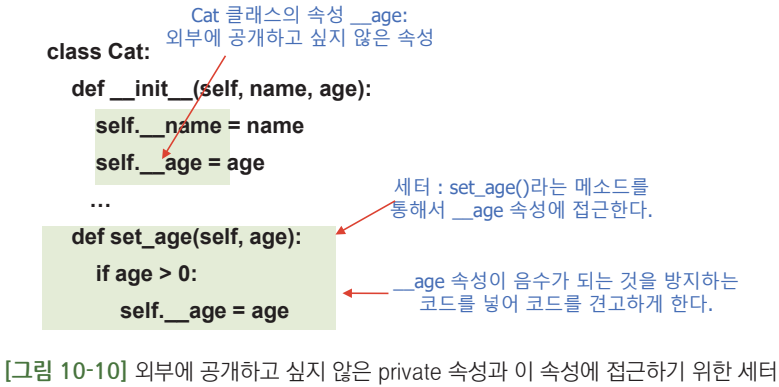 Cat 클래스의 속성 __age:
외부에 공개하고 싶지 않은 속성
class Cat:
def __init__(self, name, age):
self.__name = name
self.__age = age
…
세터 : set_age()라는 메소드를
통해서 __age 속성에 접근한다.
def set_age(self, age):
if age > 0:
self.__age = age
__age 속성이 음수가 되는 것을 방지하는
코드를 넣어 코드를 견고하게 한다.
[그림 10-10] 외부에 공개하고 싶지 않은 private 속성과 이 속성에 접근하기 위한 세터